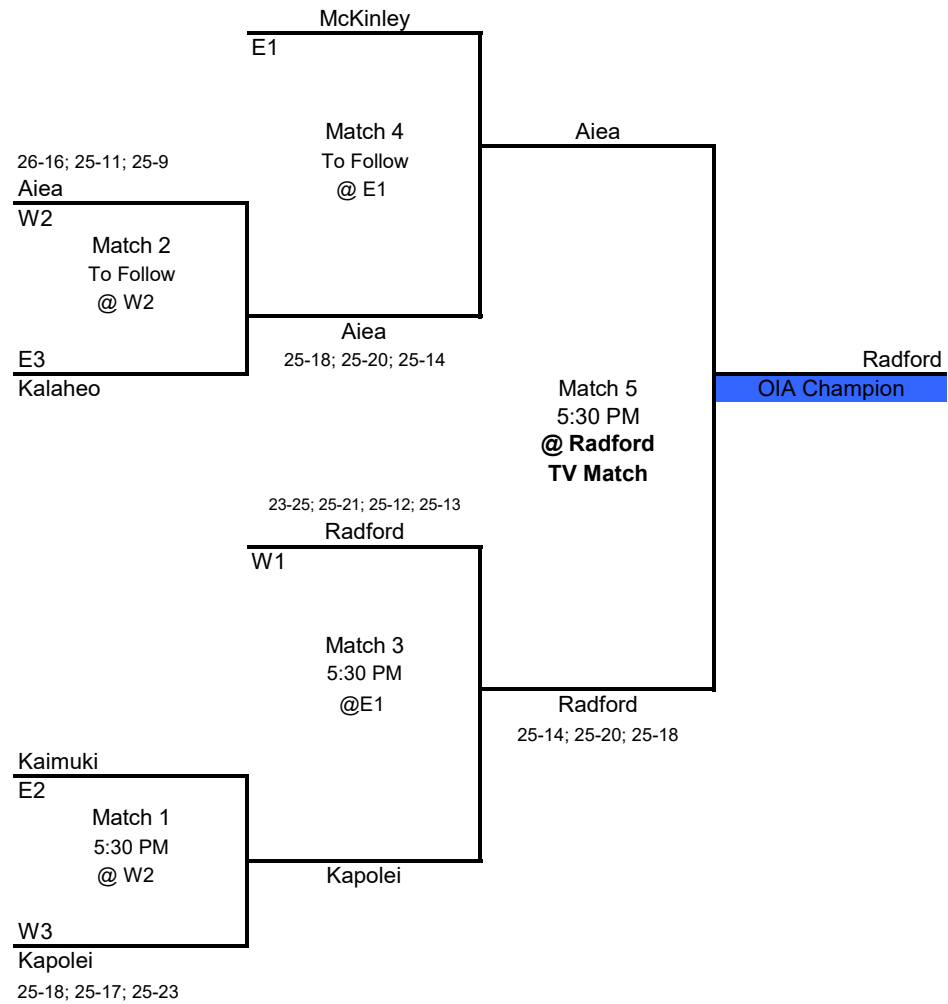 McKinley
E1
Match 4
To Follow
@ E1
Aiea
26-16; 25-11; 25-9
Aiea
W2
Match 2
To Follow
@ W2
Aiea
25-18; 25-20; 25-14
E3
Kalaheo
Radford
OIA Champion
Match 5
5:30 PM
@ Radford
TV Match
23-25; 25-21; 25-12; 25-13
Radford
W1
Match 3
5:30 PM
@E1
Radford
25-14; 25-20; 25-18
Kaimuki
E2
Match 1
5:30 PM
@ W2
Kapolei
W3
Kapolei
25-18; 25-17; 25-23